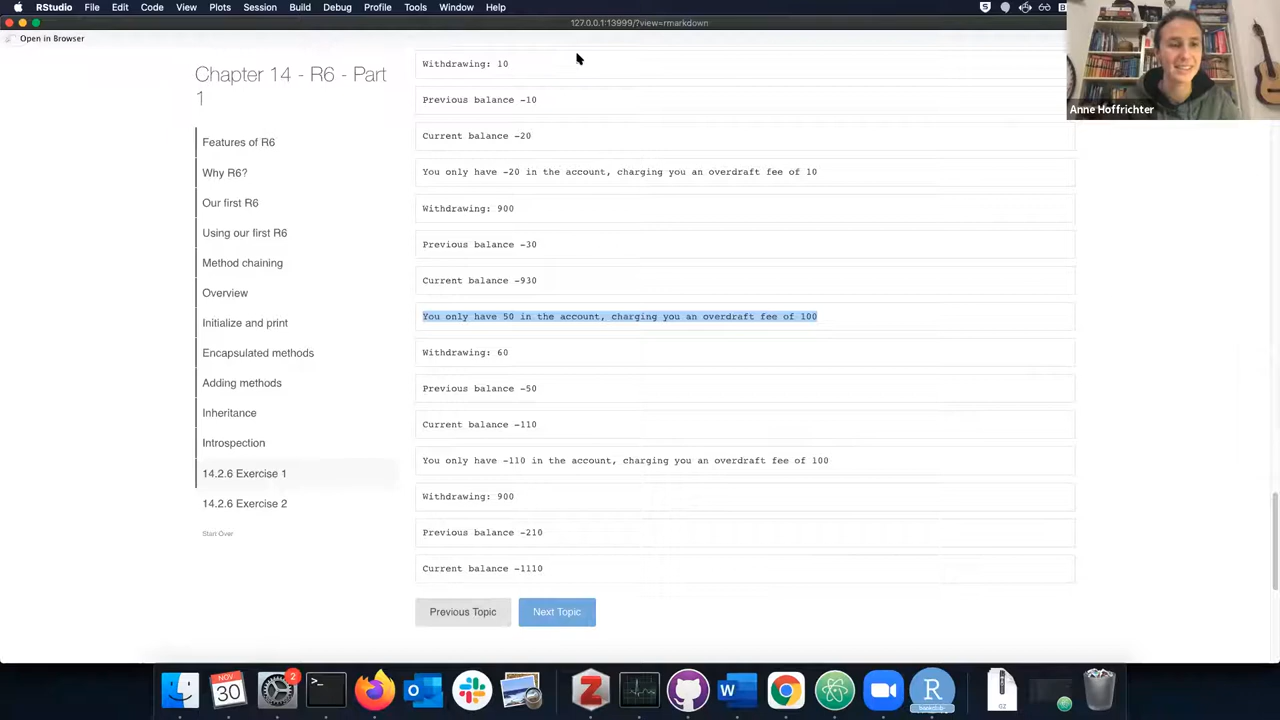 RStudio File Edit Code View Plots Session Build Debug Profile Tools Window Help
127.0.0.1:13999/?view=rmarkdown
Open in Browser
Anne Hoffrichter
Chapter 14 - R6 - Part
1
Features of R6
Why R6?
Our first R6
Using our first R6
Method chaining
Overview
Initialize and print
Encapsulated methods
Adding methods
Inheritance
Introspection
14.2.6 Exercise 1
14.2.6 Exercise 2
Start Over
Withdrawing: 10
Previous balance -10
Current balance -20
You only have -20 in the account, charging you an overdraft fee of 10
Withdrawing: 900
Previous balance -30
Current balance -930
You only have 50 in the account, charging you an overdraft fee of 100
Withdrawing: 60
Previous balance -50
Current balance -110
You only have -110 in the account, charging you an overdraft fee of 100
Withdrawing: 900
Previous balance -210
Current balance -1110
Previous Topic Next Topic
NOV
30
2
>_
Z
W
R
GZ